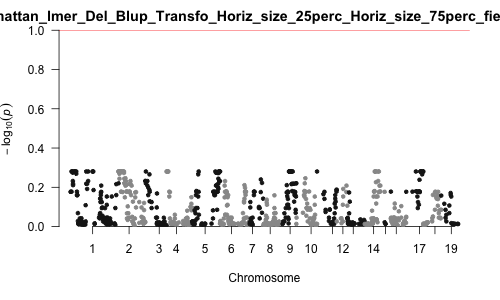 hattan_lmer_Del_Blup_Transfo_Horiz_size_25perc_Horiz_size_75perc_fie
1.0
0.8
0.6
0.4
0.2
0.0
− log₁₀(p)
1 2 3 4 5 6 7 8 9 10 12 14 17 19
Chromosome